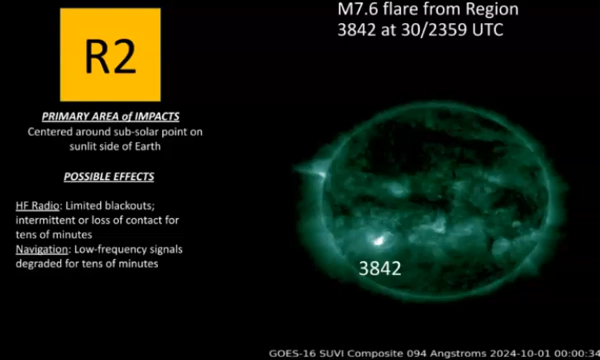 R2
M7.6 flare from Region
3842 at 30/2359 UTC
PRIMARY AREA of IMPACTS
Centered around sub-solar point on
sunlit side of Earth
POSSIBLE EFFECTS
HF Radio: Limited blackouts;
intermittent or loss of contact for
tens of minutes
Navigation: Low-frequency signals
degraded for tens of minutes
3842
GOES-16 SUVI Composite 094 Angstroms 2024-10-01 00:00:34